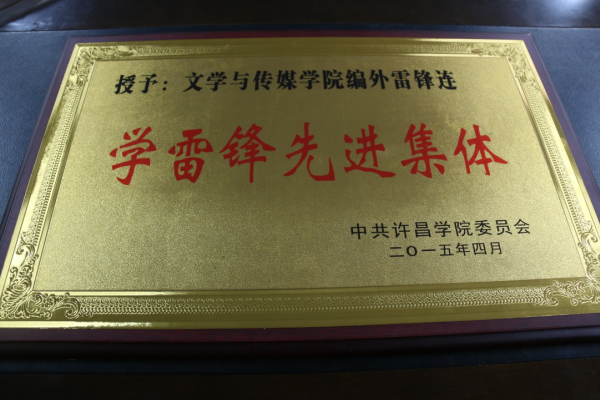 授予：文学与传媒学院编外雷锋连
学雷锋先进集体
中共许昌学院委员会
二〇一五年四月